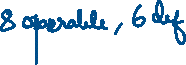 8 operable, 6 def